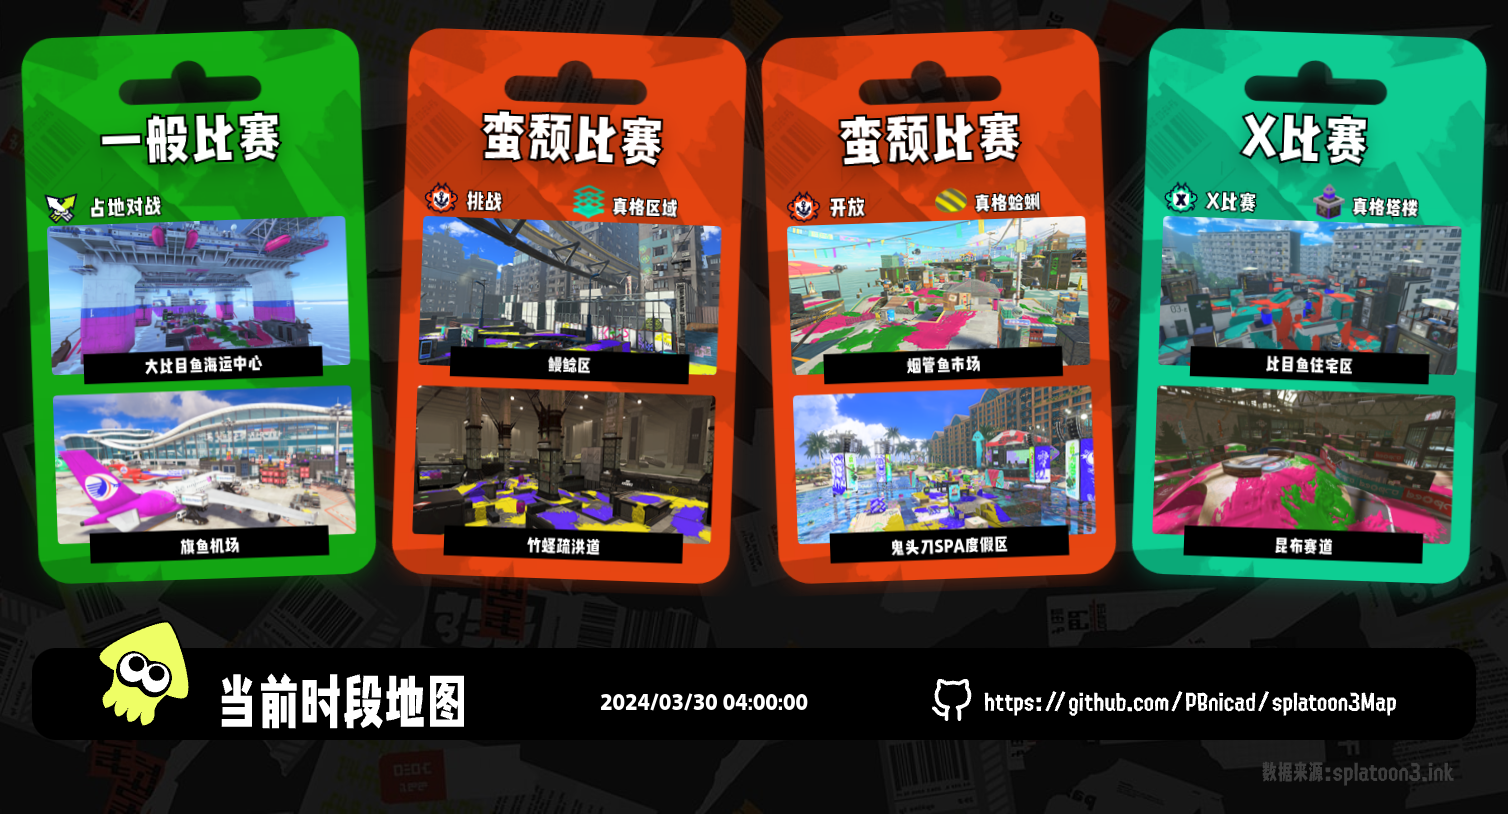 一般比赛
占地对战
大比目鱼海运中心
旗鱼机场
蛮颓比赛
挑战
真格区域
鳗鲶区
竹蛏疏洪道
蛮颓比赛
开放
真格蛤蜊
烟管鱼市场
鬼头刀SPA度假区
X比赛
X比赛
真格塔楼
比目鱼住宅区
昆布赛道
当前时段地图
2024/03/30 04:00:00
https://github.com/PBnicad/splatoon3Map
数据来源:splatoon3.ink